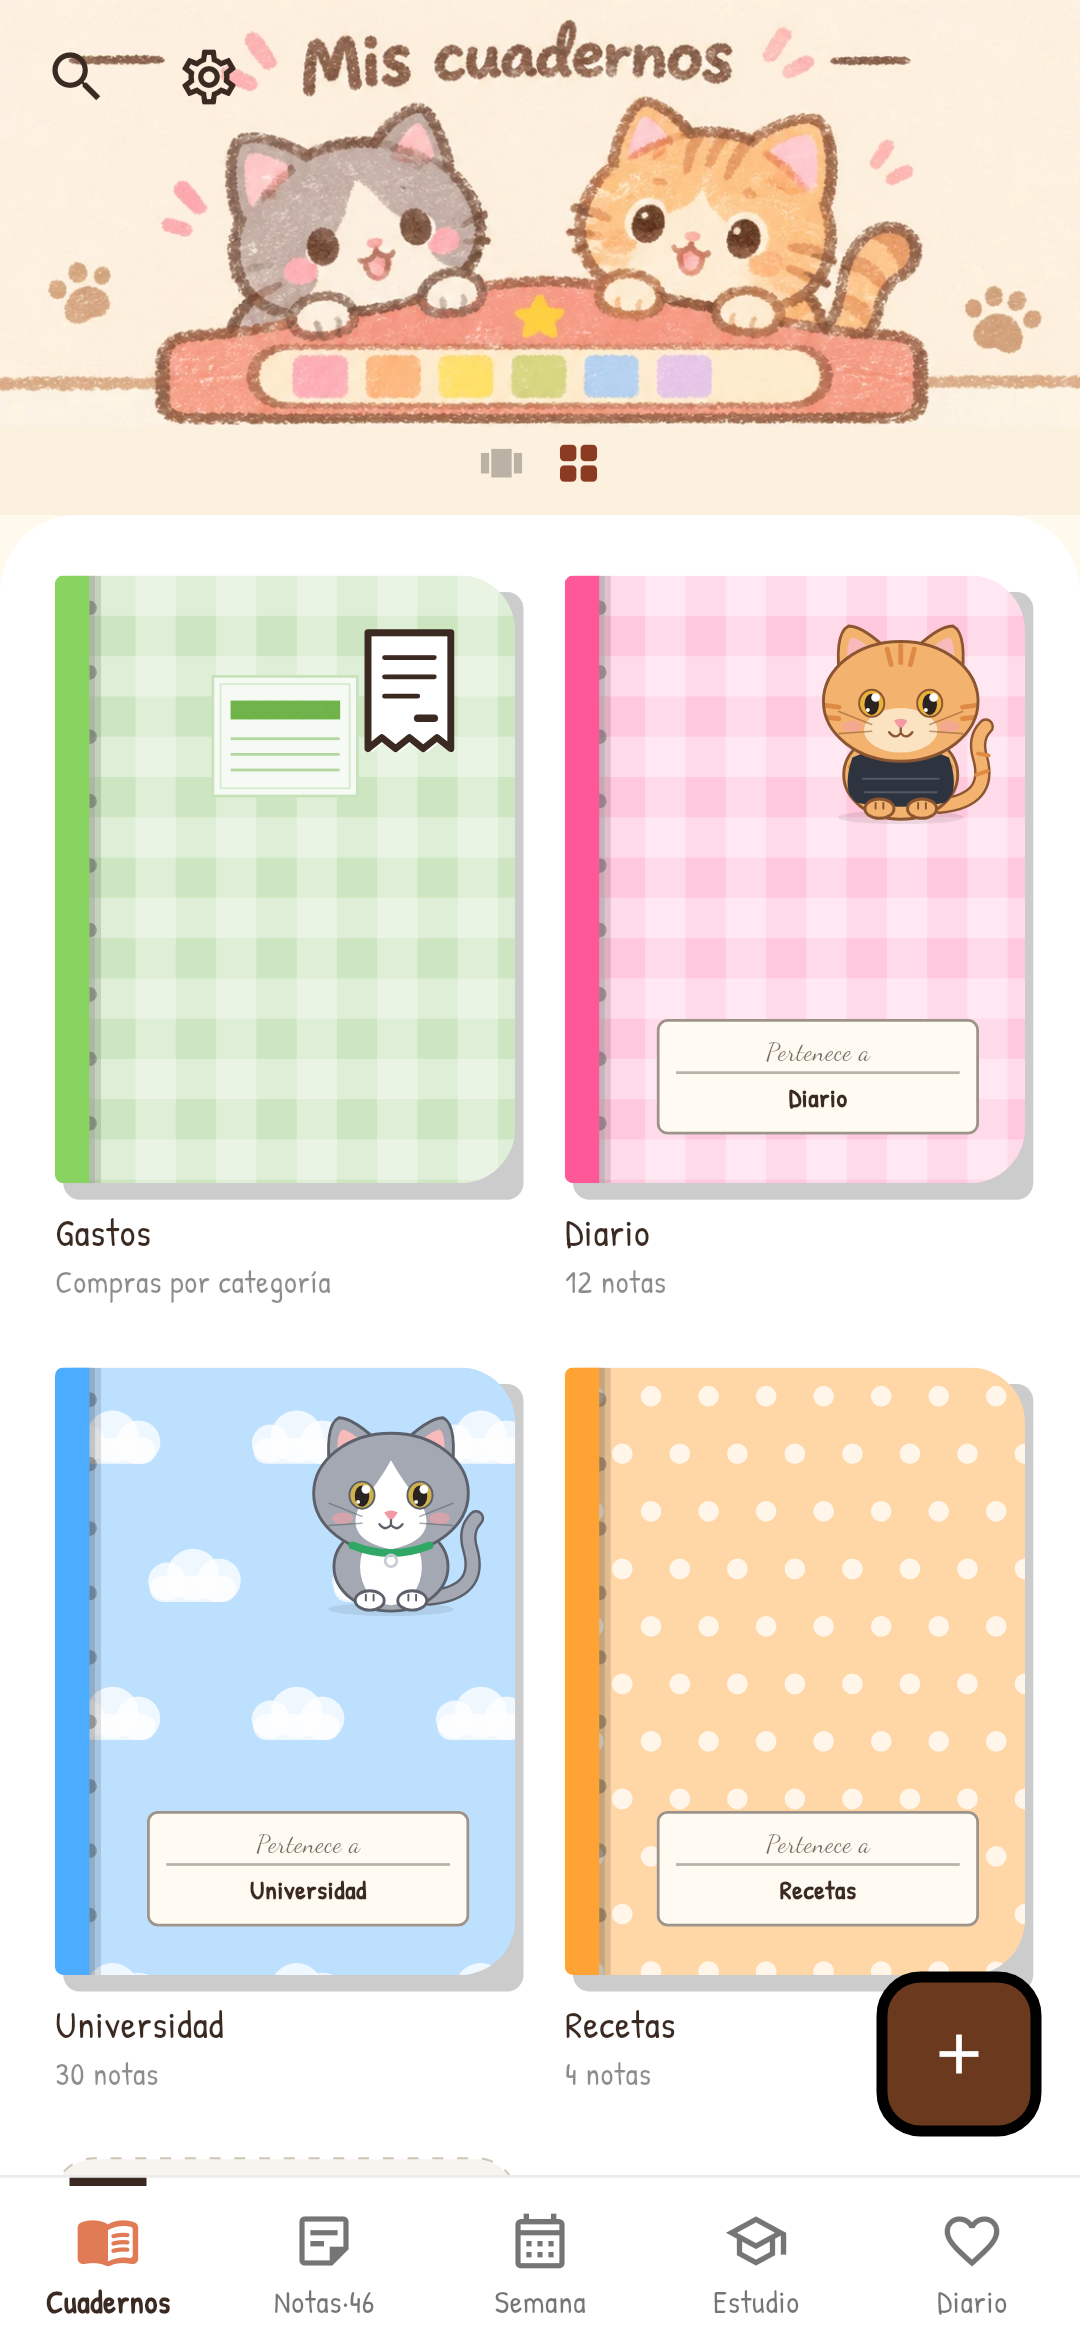 Mis cuadernos
Gastos
Compras por categoría
Pertenece a
Diario
Diario
12 notas
Pertenece a
Universidad
Universidad
30 notas
Pertenece a
Recetas
Recetas
4 notas
+
Cuadernos
Notas·46
Semana
Estudio
Diario